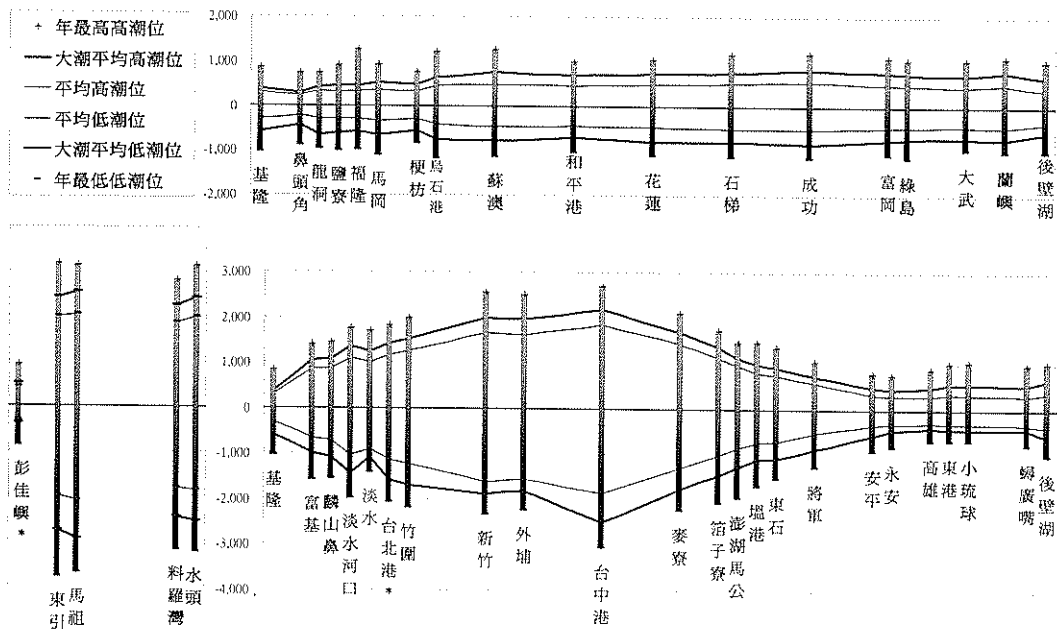 年最高高潮位
大潮平均高潮位
平均高潮位
平均低潮位
大潮平均低潮位
年最低低潮位
2,000
1,000
0
-1,000
-2,000
基隆
鼻頭角
龍洞
鹽寮
福隆
馬岡
梗枋
烏石港
蘇澳
和平港
花蓮
石梯
成功
富岡
綠島
大武
蘭嶼
後壁湖
彭佳嶼*
東引
馬祖
料羅灣
水頭
3,000
2,000
1,000
0
-1,000
-2,000
-3,000
-4,000
基隆
富基
麟山鼻
淡水河口
淡水
台北港*
竹圍
新竹
外埔
台中港
麥寮
箔子寮
澎湖馬公
塭港
東石
將軍
安平
永安
高雄
東港
小琉球
蟳廣嘴
後壁湖